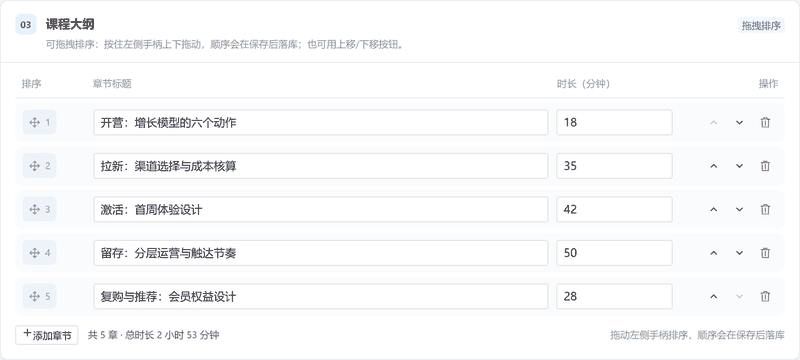 03 课程大纲 拖拽排序
可拖拽排序：按住左侧手柄上下拖动，顺序会在保存后落库；也可用上移/下移按钮。
排序 章节标题 时长（分钟） 操作
1 开营：增长模型的六个动作 18
2 拉新：渠道选择与成本核算 35
3 激活：首周体验设计 42
4 留存：分层运营与触达节奏 50
5 复购与推荐：会员权益设计 28
+添加章节 共 5 章 · 总时长 2 小时 53 分钟 拖动左侧手柄排序，顺序会在保存后落库